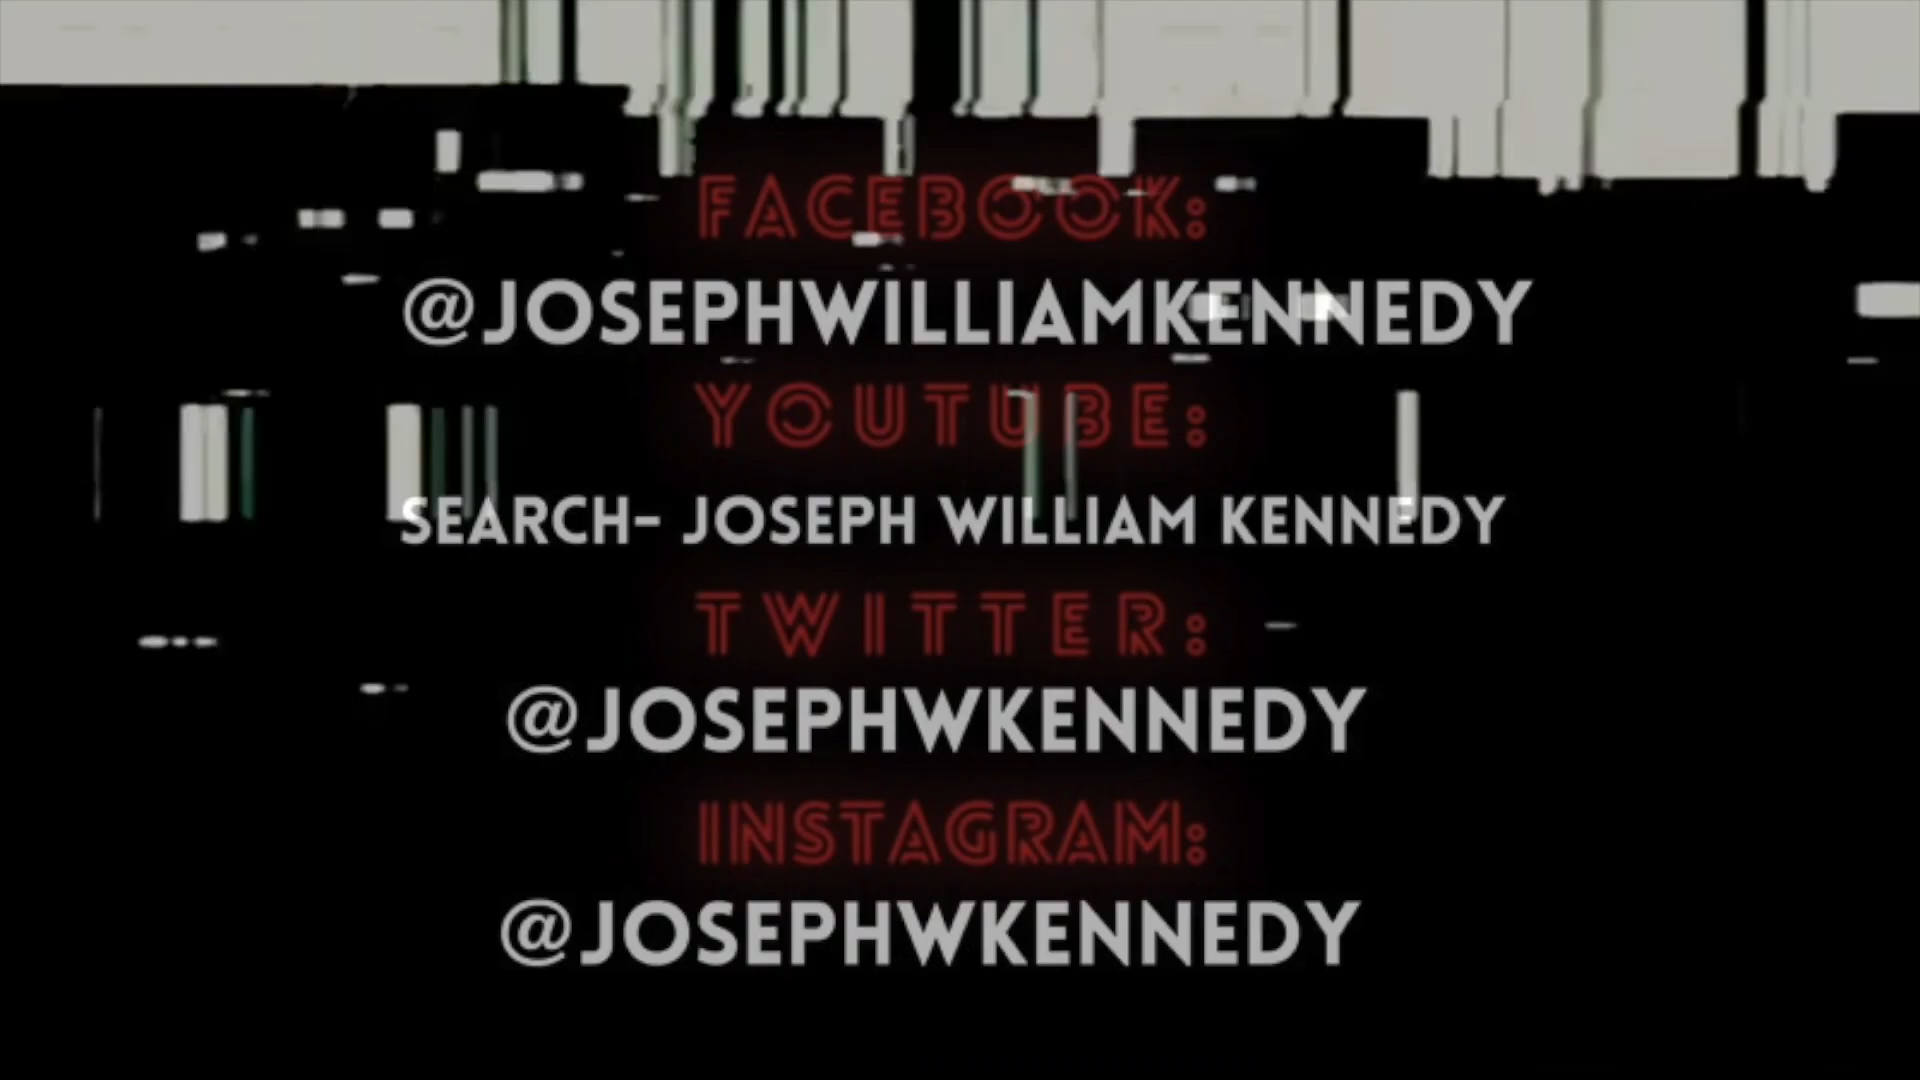 FACEBOOK:
@JOSEPHWILLIAMKENNEDY
YOUTUBE:
SEARCH- JOSEPH WILLIAM KENNEDY
TWITTER:
@JOSEPHWKENNEDY
INSTAGRAM:
@JOSEPHWKENNEDY